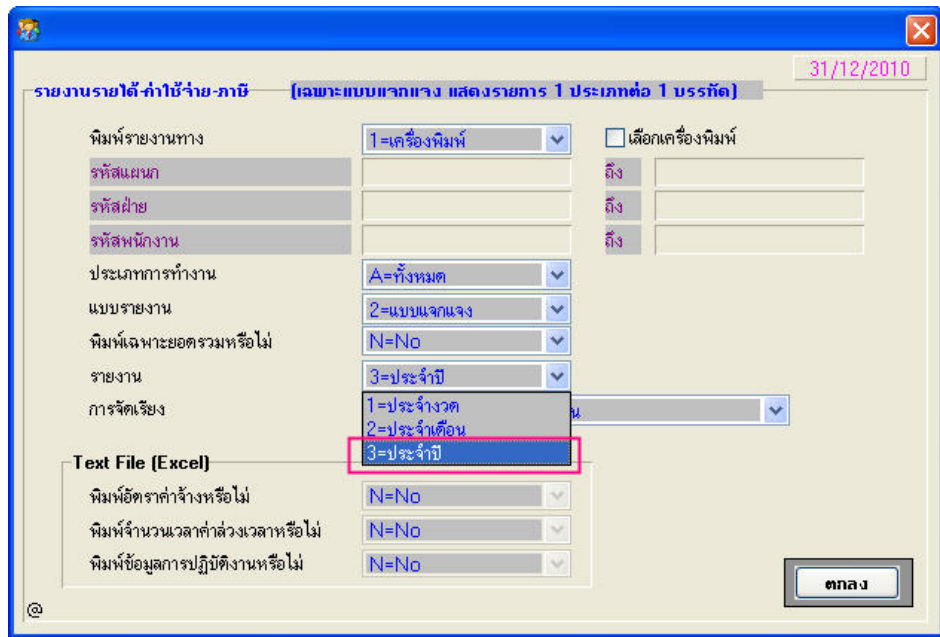 31/12/2010
รายงานรายได้-ค่าใช้จ่าย-ภาษี (เฉพาะแบบแจกแจง แสดงรายการ 1 ประเภทต่อ 1 บรรทัด)
พิมพ์รายงานทาง 1=เครื่องพิมพ์ เลือกเครื่องพิมพ์
รหัสแผนก ถึง
รหัสฝ่าย ถึง
รหัสพนักงาน ถึง
ประเภทการทำงาน A=ทั้งหมด
แบบรายงาน 2=แบบแจกแจง
พิมพ์เฉพาะยอดรวมหรือไม่ N=No
รายงาน 3=ประจำปี
การจัดเรียง น
1=ประจำงวด
2=ประจำเดือน
3=ประจำปี
Text File (Excel)
พิมพ์อัตราค่าจ้างหรือไม่ N=No
พิมพ์จำนวนเวลาค่าล่วงเวลาหรือไม่ N=No
พิมพ์ข้อมูลการปฏิบัติงานหรือไม่ N=No
ตกลง
@